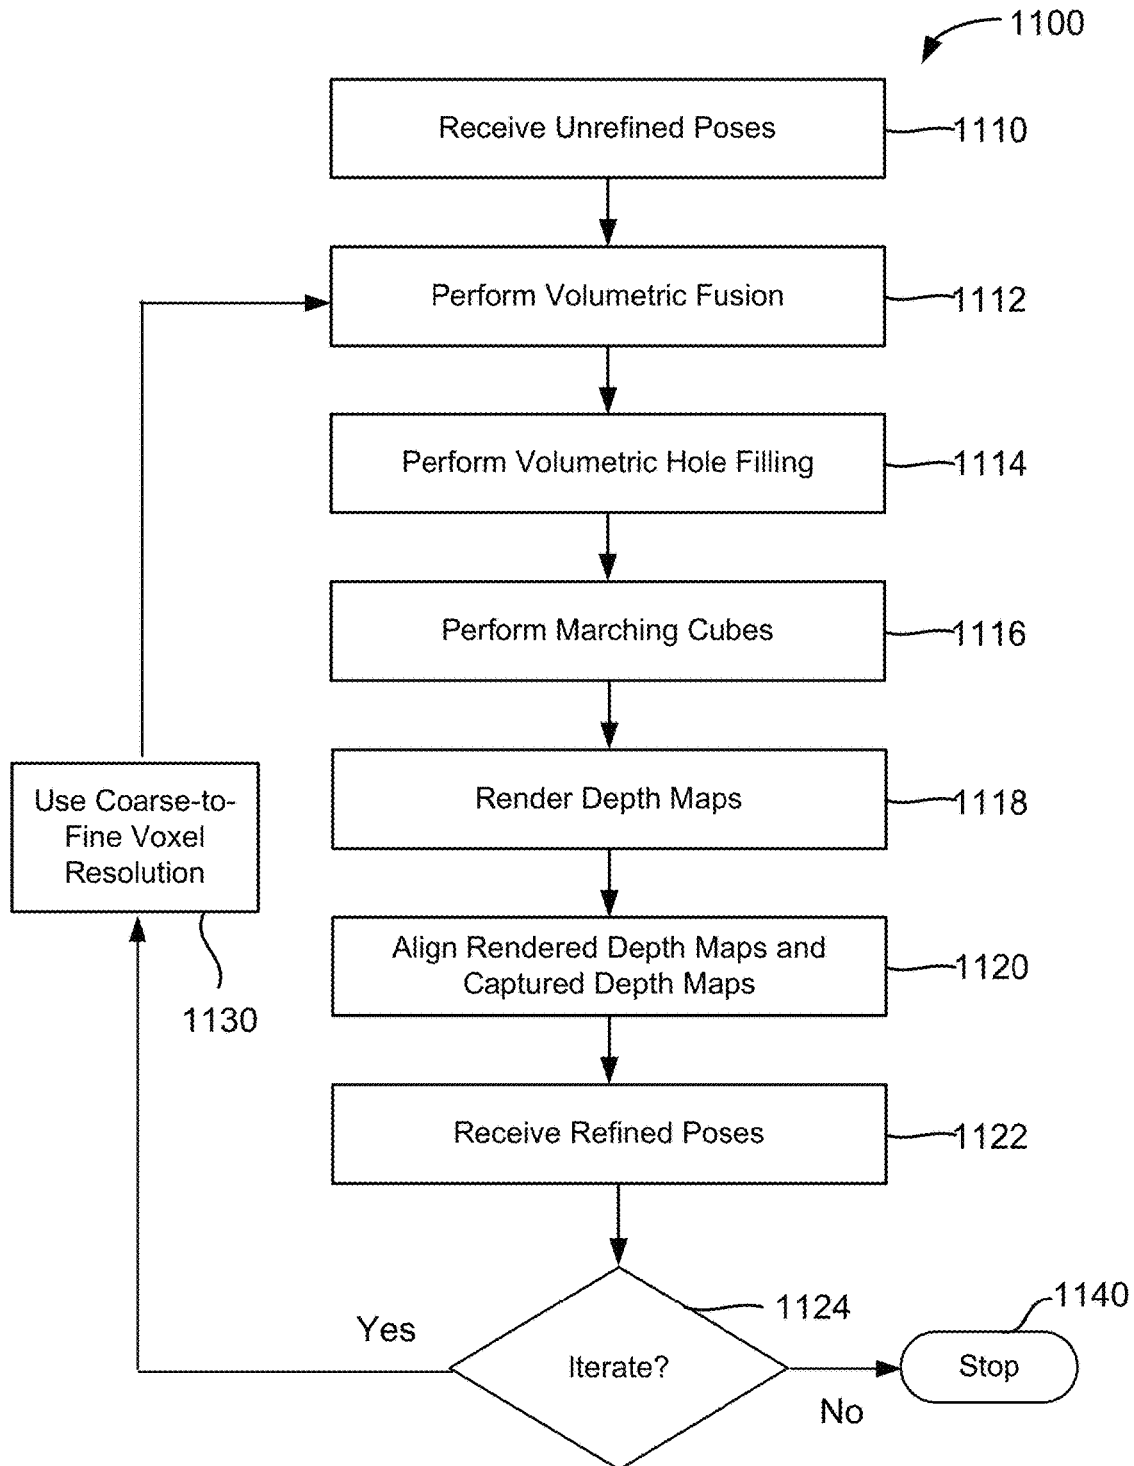 1100
Receive Unrefined Poses
1110
Perform Volumetric Fusion
1112
Perform Volumetric Hole Filling
1114
Perform Marching Cubes
1116
Render Depth Maps
1118
Use Coarse-to-
Fine Voxel
Resolution
1130
Align Rendered Depth Maps and
Captured Depth Maps
1120
Receive Refined Poses
1122
Iterate?
1124
Yes
No
Stop
1140